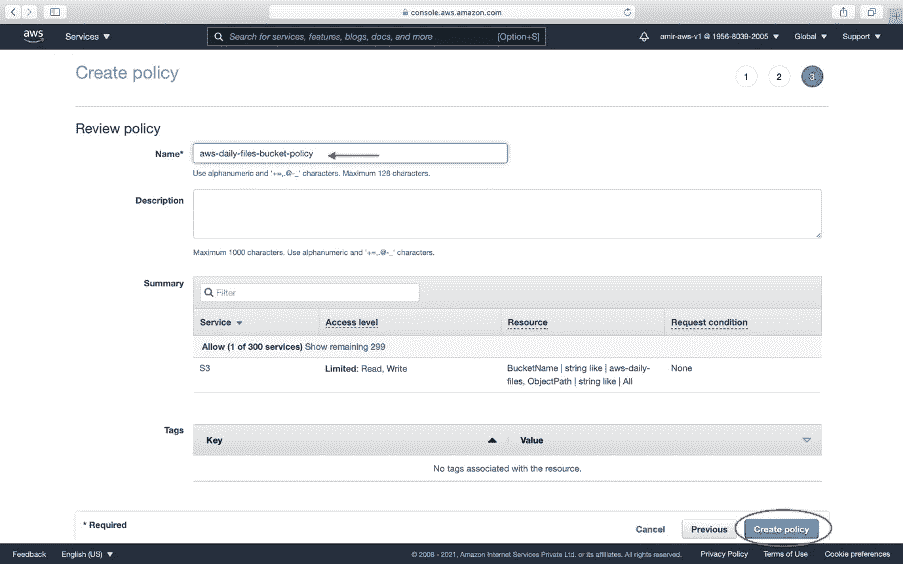 console.aws.amazon.com
aws Services Search for services, features, blogs, docs, and more [Option+S] amir-aws-v1 @ 1956-8039-2005 Global Support
Create policy 1 2 3
Review policy
Name* aws-daily-files-bucket-policy
Use alphanumeric and '+=,.@-_' characters. Maximum 128 characters.
Description
Maximum 1000 characters. Use alphanumeric and '+=,.@-_' characters.
Summary Filter
Service Access level Resource Request condition
Allow (1 of 300 services) Show remaining 299
S3 Limited: Read, Write BucketName | string like | aws-daily- None
files, ObjectPath | string like | All
Tags Key Value
No tags associated with the resource.
* Required Cancel Previous Create policy
Feedback English (US) © 2008 - 2021, Amazon Internet Services Private Ltd. or its affiliates. All rights reserved. Privacy Policy Terms of Use Cookie preferences